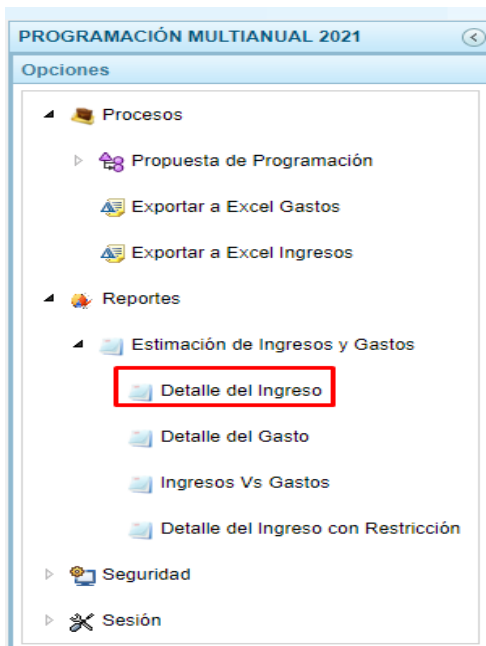 PROGRAMACIÓN MULTIANUAL 2021
Opciones
Procesos
Propuesta de Programación
Exportar a Excel Gastos
Exportar a Excel Ingresos
Reportes
Estimación de Ingresos y Gastos
Detalle del Ingreso
Detalle del Gasto
Ingresos Vs Gastos
Detalle del Ingreso con Restricción
Seguridad
Sesión